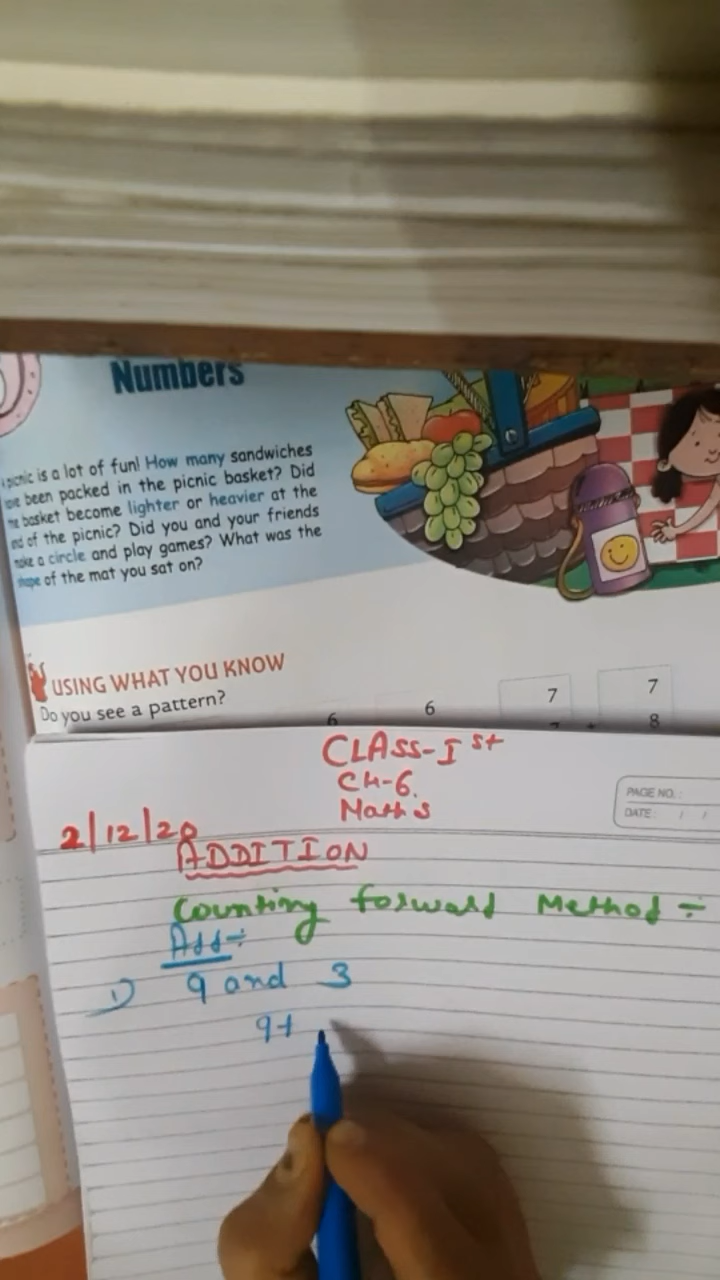 Numbers
picnic is a lot of fun! How many sandwiches
been packed in the picnic basket? Did
basket become lighter or heavier at the
of the picnic? Did you and your friends
make a circle and play games? What was the
shape of the mat you sat on?
USING WHAT YOU KNOW
Do you see a pattern?
6 6 7 7
8
CLASS-I st
CH-6.
Maths
PAGE NO.:
DATE: / /
2/12/20
ADDITION
Counting forward Method ÷
Add ÷
1) 9 and 3
9+